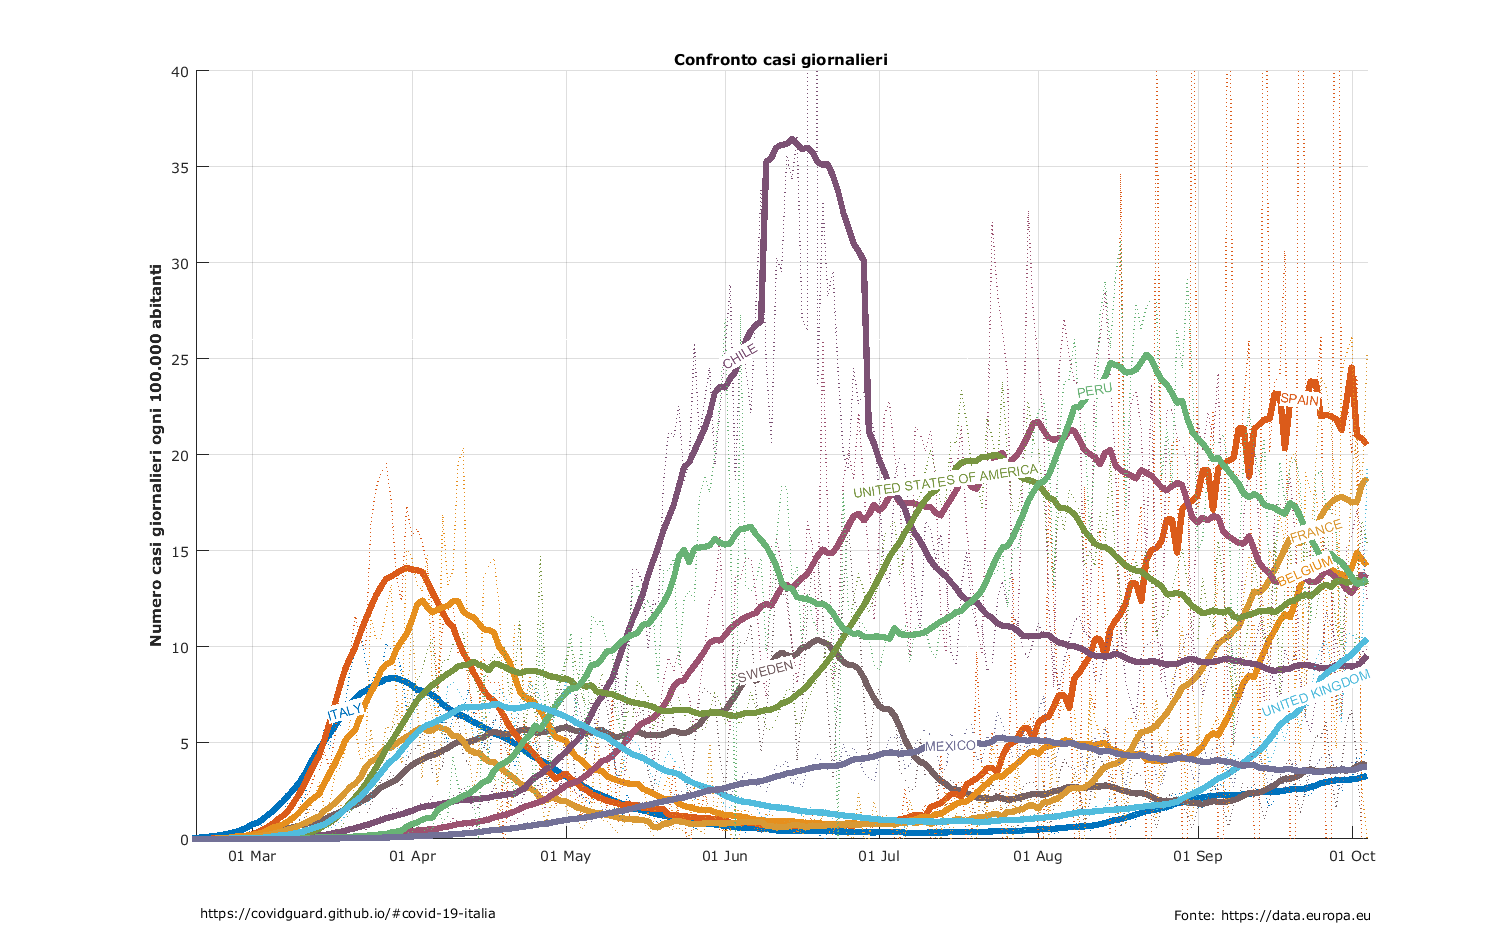 Confronto casi giornalieri
Numero casi giornalieri ogni 100.000 abitanti
40
35
30
25
20
15
10
5
0
CHILE
PERU
SPAIN
UNITED STATES OF AMERICA
FRANCE
BELGIUM
SWEDEN
UNITED KINGDOM
ITALY
MEXICO
01 Mar
01 Apr
01 May
01 Jun
01 Jul
01 Aug
01 Sep
01 Oct
https://covidguard.github.io/#covid-19-italia
Fonte: https://data.europa.eu